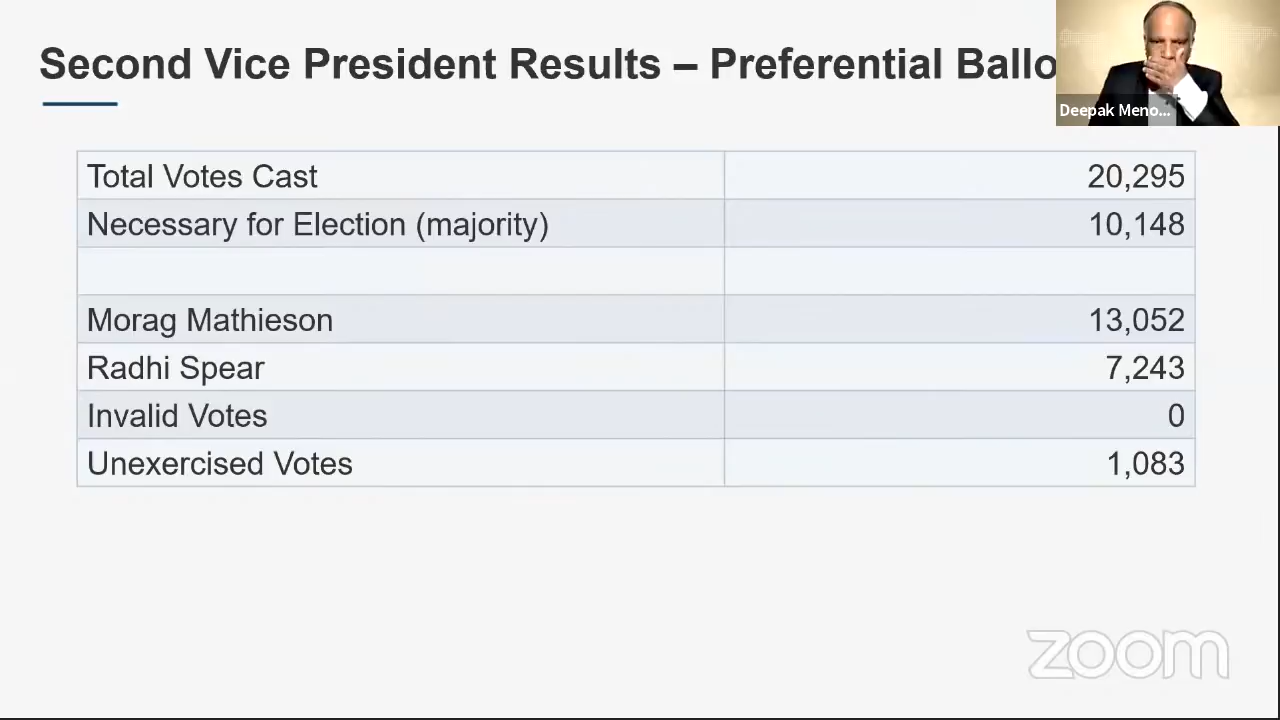 Second Vice President Results – Preferential Ballo
Deepak Meno...
Total Votes Cast 20,295
Necessary for Election (majority) 10,148
Morag Mathieson 13,052
Radhi Spear 7,243
Invalid Votes 0
Unexercised Votes 1,083
zoom